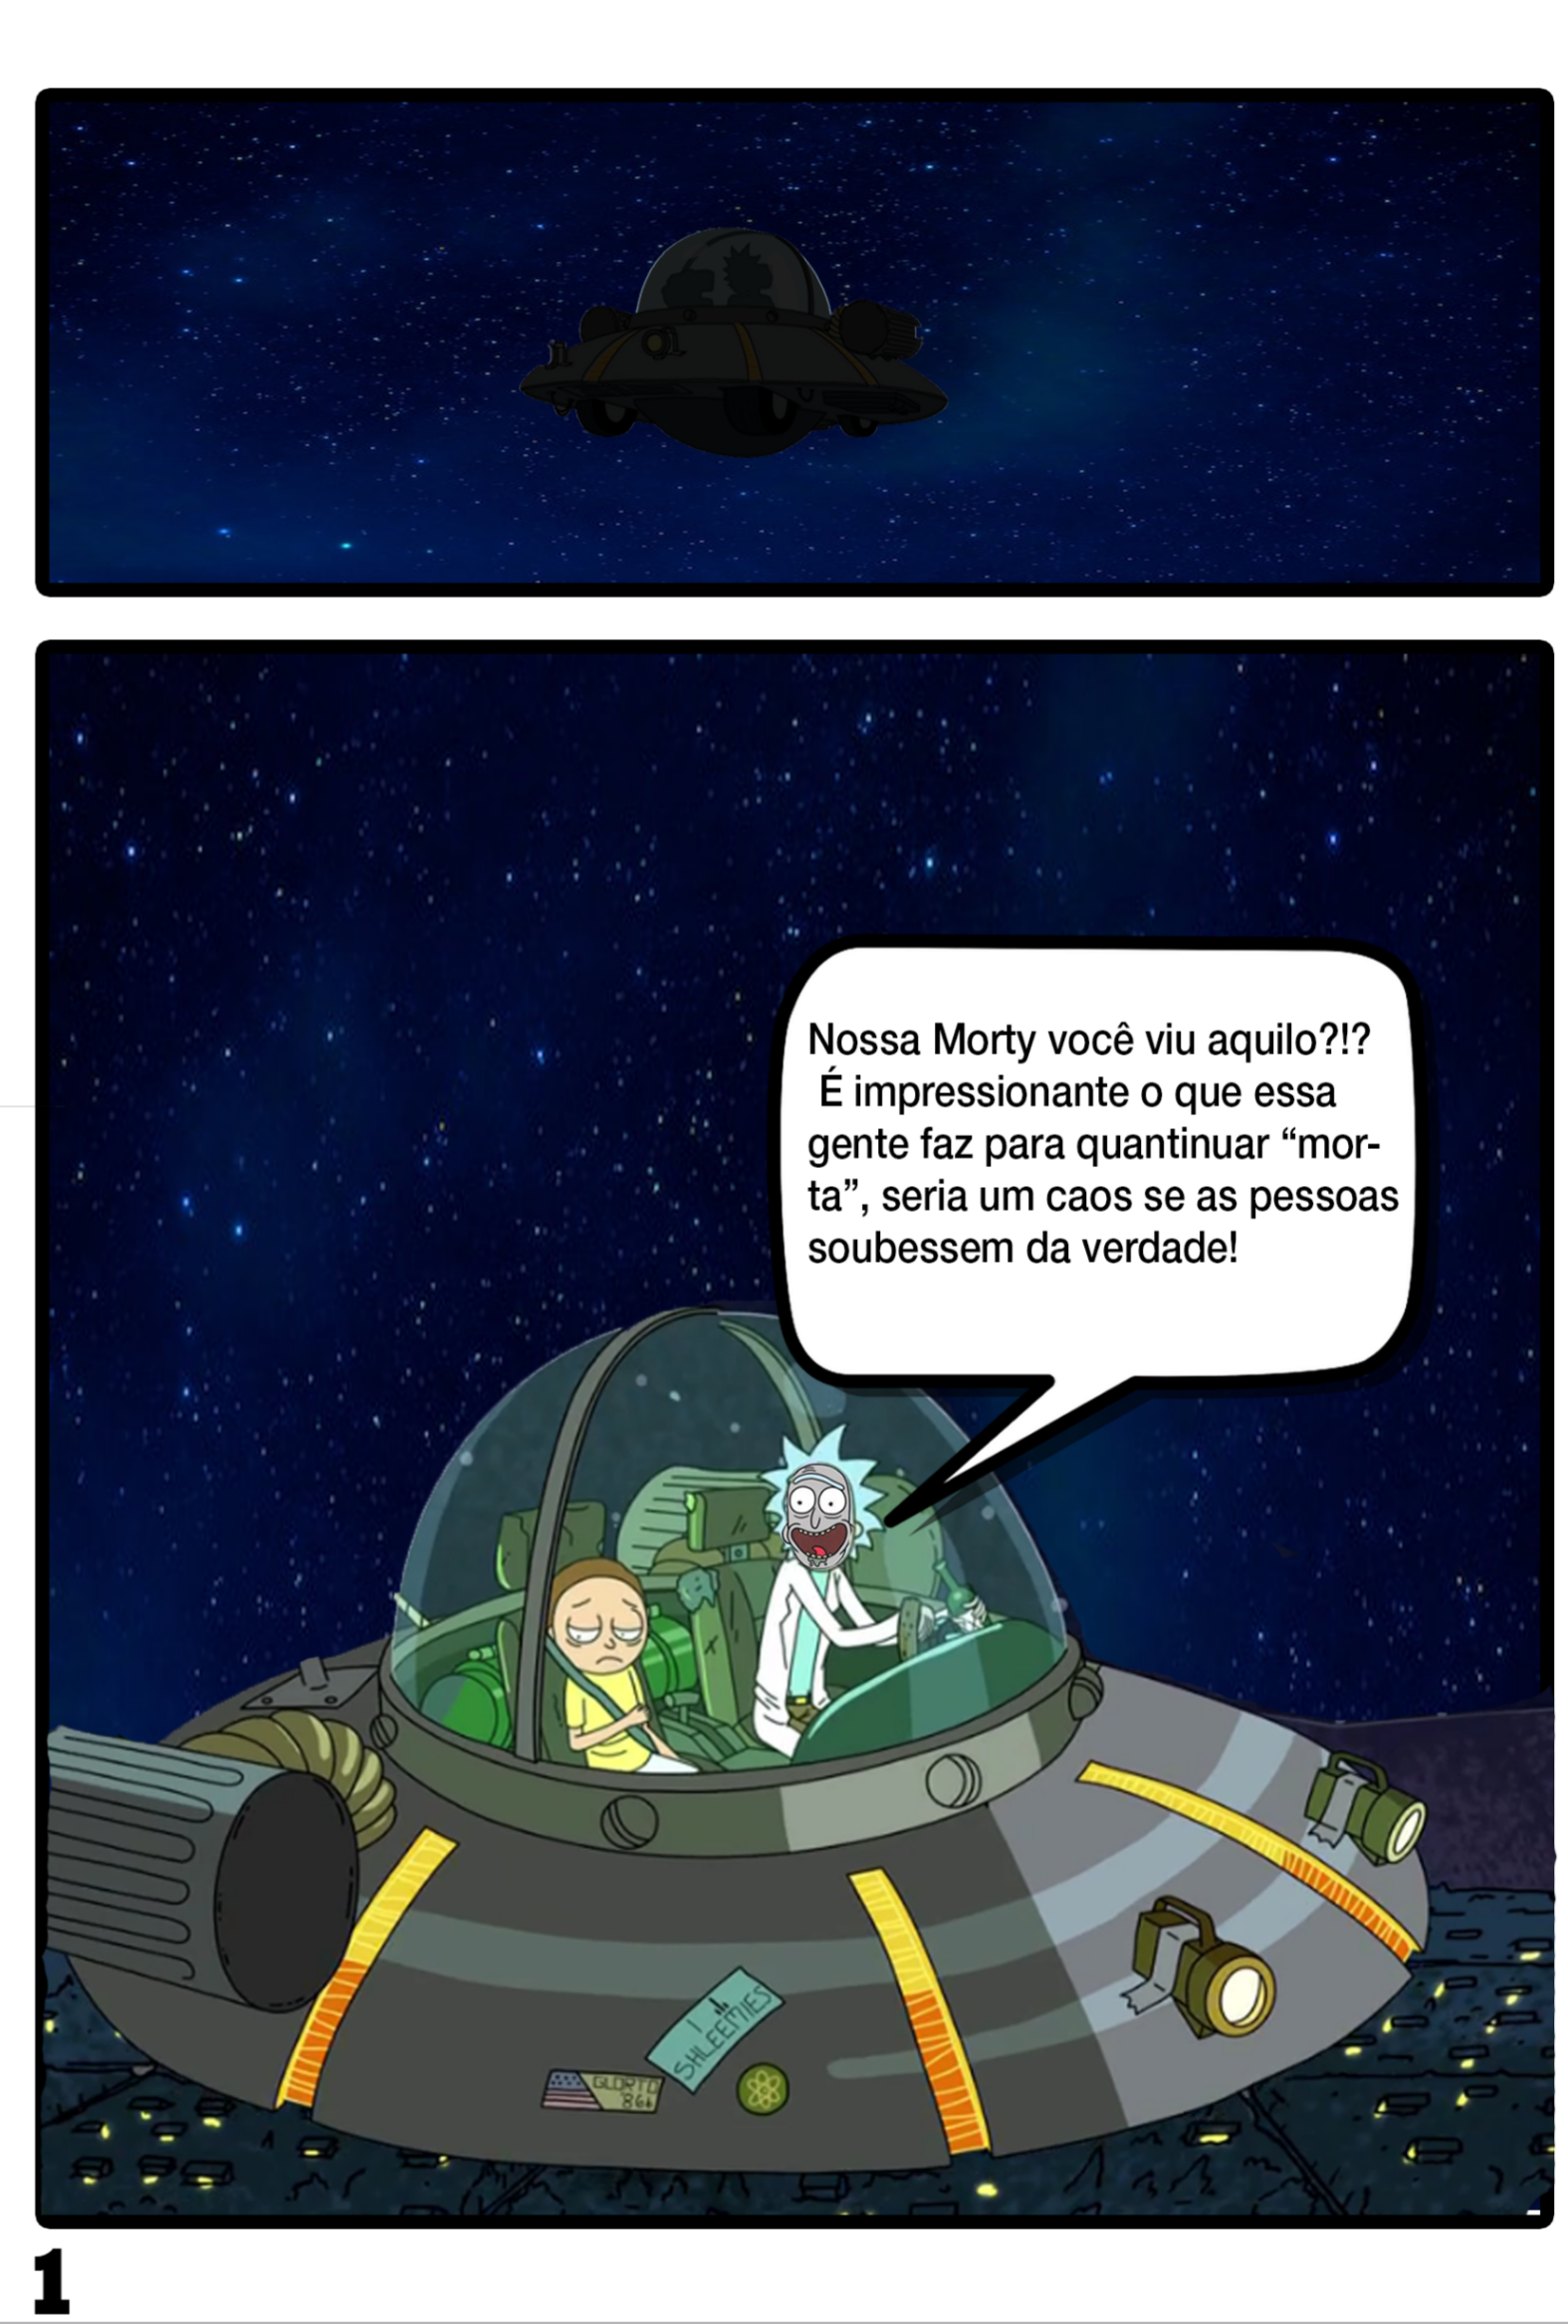 Nossa Morty você viu aquilo?!?
É impressionante o que essa
gente faz para quantinuar “mor-
ta”, seria um caos se as pessoas
soubessem da verdade!
I
SHLEEMIES
GLORTO
1